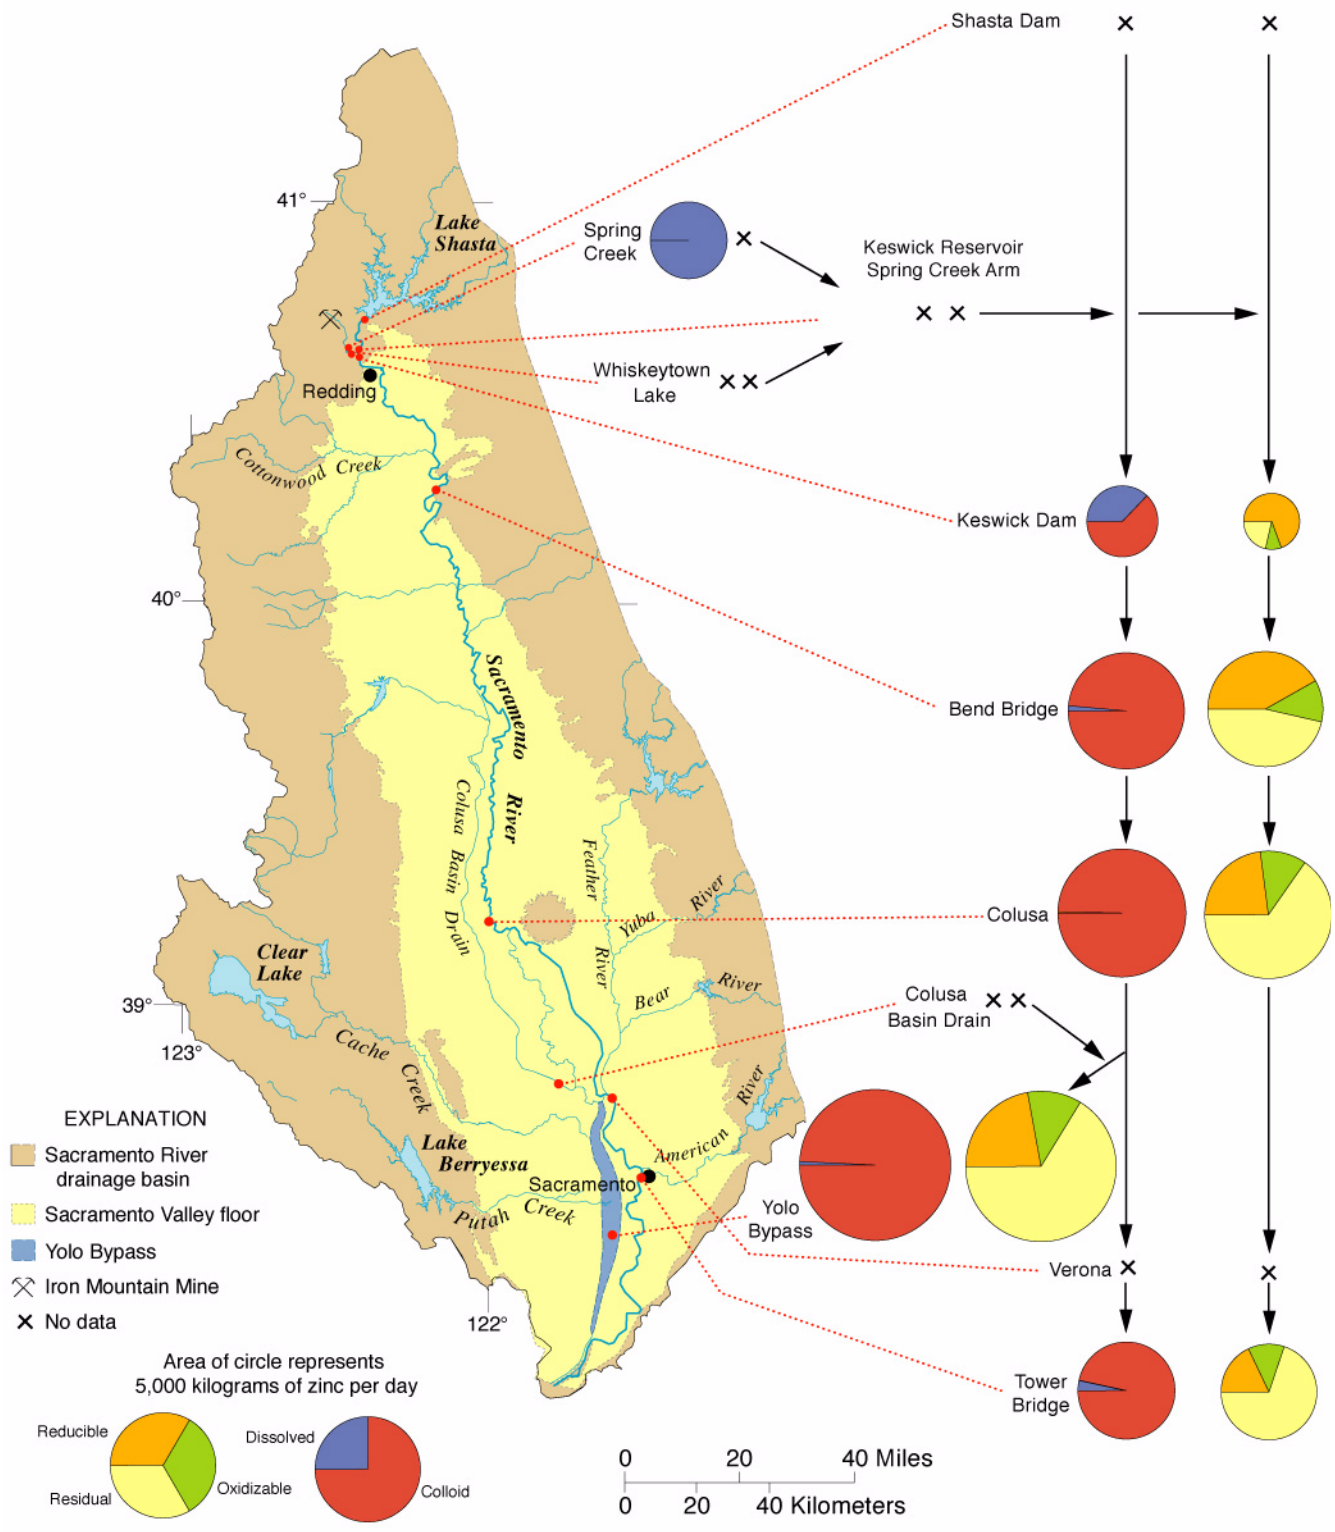 Shasta Dam
41°
Lake
Shasta
Spring
Creek
Keswick Reservoir
Spring Creek Arm
Whiskeytown
Lake
Redding
Cottonwood Creek
Keswick Dam
40°
Sacramento
River
Bend Bridge
Colusa Basin Drain
Feather
River
Yuba River
Colusa
Clear
Lake
Bear River
Colusa
Basin Drain
39°
123°
Cache
Creek
American River
EXPLANATION
Sacramento River
drainage basin
Sacramento Valley floor
Yolo Bypass
Iron Mountain Mine
No data
Lake
Berryessa
Sacramento
Putah Creek
Yolo
Bypass
Verona
122°
Area of circle represents
5,000 kilograms of zinc per day
Reducible
Residual
Oxidizable
Dissolved
Colloid
Tower
Bridge
0 20 40 Miles
0 20 40 Kilometers